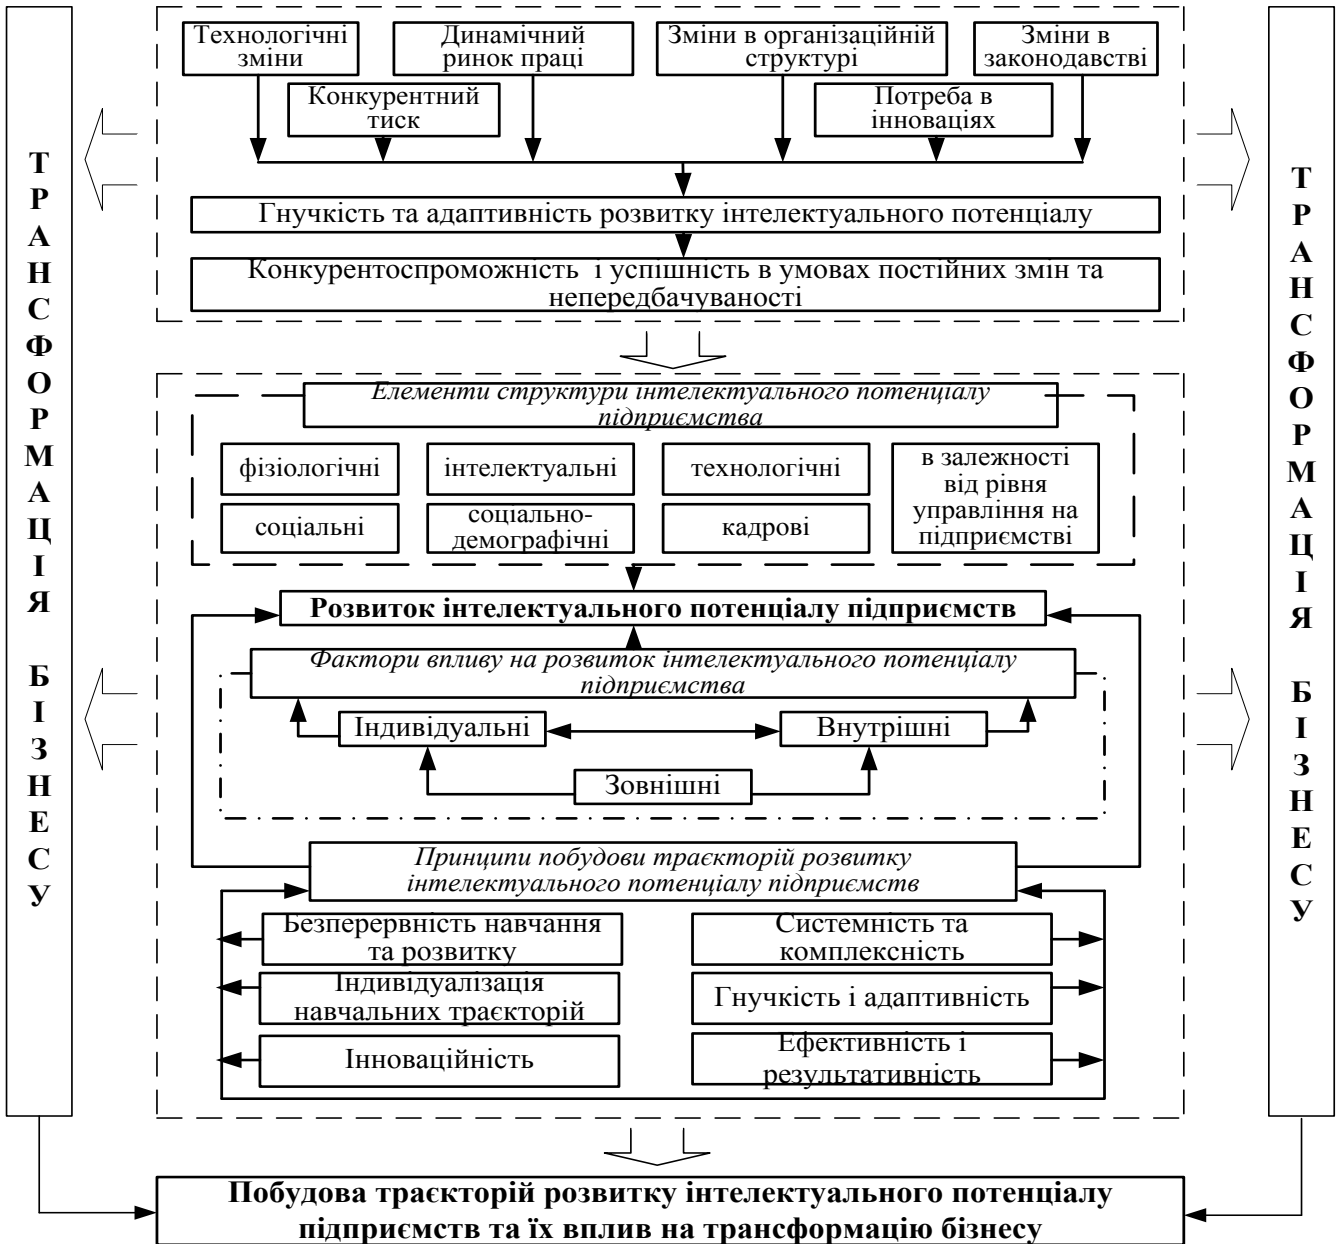 ТРАНСФОРМАЦІЯ БІЗНЕСУ
Технологічні
зміни
Динамічний
ринок праці
Зміни в організаційній
структурі
Зміни в
законодавстві
Конкурентний
тиск
Потреба в
інноваціях
Гнучкість та адаптивність розвитку інтелектуального потенціалу
Конкурентоспроможність і успішність в умовах постійних змін та
непередбачуваності
Елементи структури інтелектуального потенціалу
підприємства
фізіологічні
інтелектуальні
технологічні
в залежності
від рівня
управління на
підприємстві
соціальні
соціально-
демографічні
кадрові
Розвиток інтелектуального потенціалу підприємств
Фактори впливу на розвиток інтелектуального потенціалу
підприємства
Індивідуальні
Внутрішні
Зовнішні
Принципи побудови траєкторій розвитку
інтелектуального потенціалу підприємств
Безперервність навчання
та розвитку
Системність та
комплексність
Індивидуалізація
навчальних траєкторій
Гнучкість і адаптивність
Інноваційність
Ефективність і
результативність
ТРАНСФОРМАЦІЯ БІЗНЕСУ
Побудова траєкторій розвитку інтелектуального потенціалу
підприємств та їх вплив на трансформацію бізнесу